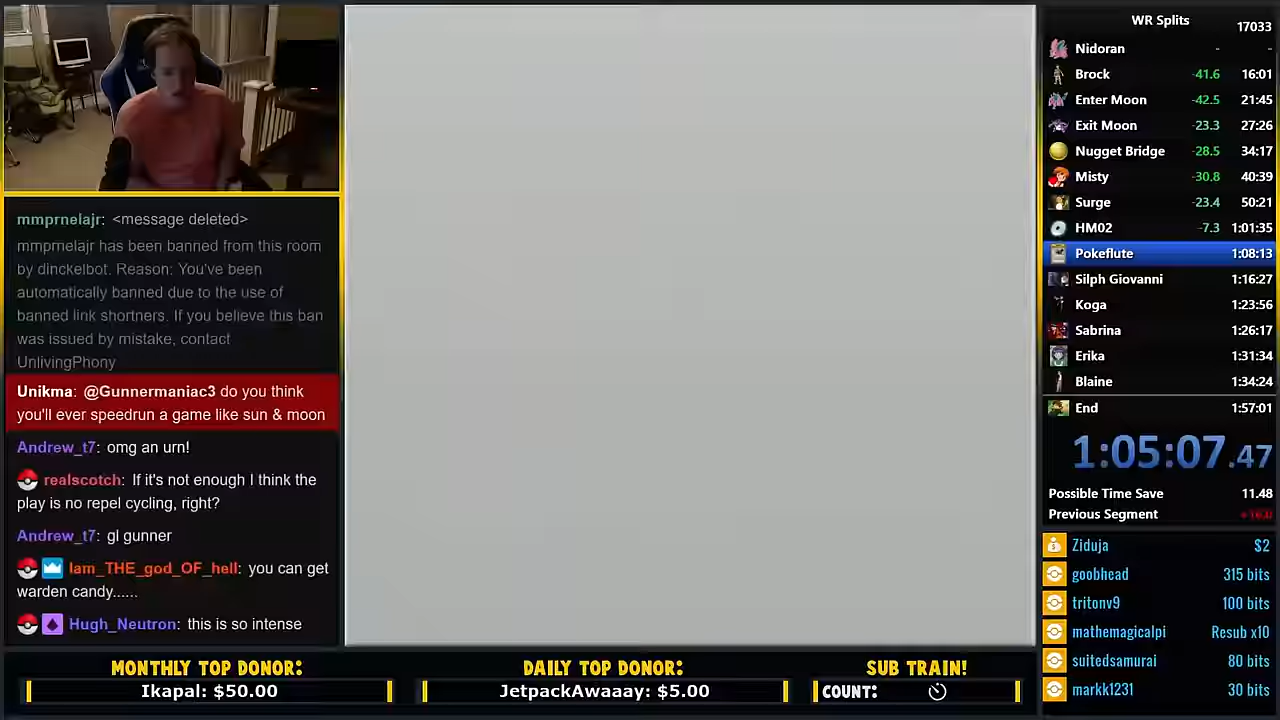 mmprnelajr: <message deleted>
mmprnelajr has been banned from this room
by dinckelbot. Reason: You've been
automatically banned due to the use of
banned link shortners. If you believe this ban
was issued by mistake, contact
UnlivingPhony
Unikma: @Gunnermaniac3 do you think
you'll ever speedrun a game like sun & moon
Andrew_t7: omg an urn!
realscotch: If it's not enough I think the
play is no repel cycling, right?
Andrew_t7: gl gunner
Iam_THE_god_OF_hell: you can get
warden candy......
Hugh_Neutron: this is so intense
WR Splits 17033
Nidoran - -
Brock -41.6 16:01
Enter Moon -42.5 21:45
Exit Moon -23.3 27:26
Nugget Bridge -28.5 34:17
Misty -30.8 40:39
Surge -23.4 50:21
HM02 -7.3 1:01:35
Pokeflute 1:08:13
Silph Giovanni 1:16:27
Koga 1:23:56
Sabrina 1:26:17
Erika 1:31:34
Blaine 1:34:24
End 1:57:01
1:05:07.47
Possible Time Save 11.48
Previous Segment
Ziduja $2
goobhead 315 bits
tritonv9 100 bits
mathemagicalpi Resub x10
suitedsamurai 80 bits
markk1231 30 bits
MONTHLY TOP DONOR:
Ikapal: $50.00
DAILY TOP DONOR:
JetpackAwaaay: $5.00
SUB TRAIN!
COUNT: